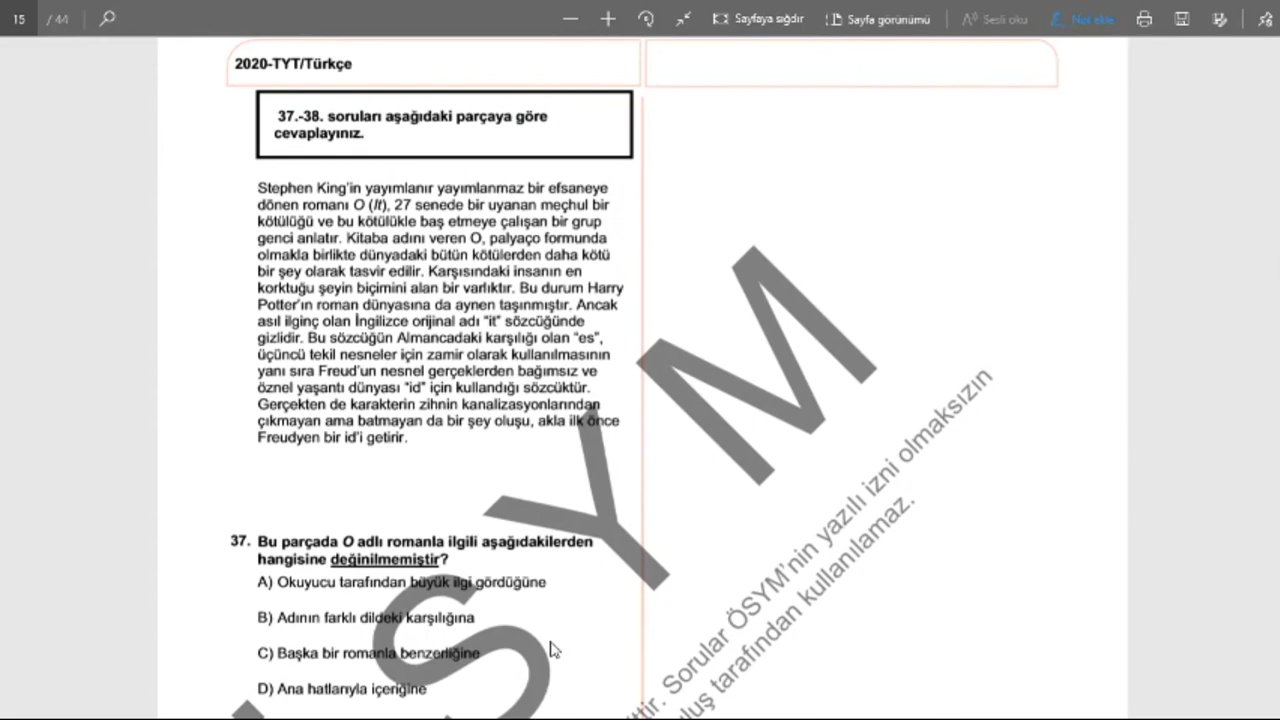 15 / 44
Sayfaya sığdır
Sayfa görünümü
Sesli oku
Not ekle
2020-TYT/Türkçe
37.-38. soruları aşağıdaki parçaya göre
cevaplayınız.
Stephen King'in yayımlanır yayımlanmaz bir efsaneye
dönen romanı O (It), 27 senede bir uyanan meçhul bir
kötülüğü ve bu kötülükle baş etmeye çalışan bir grup
genci anlatır. Kitaba adını veren O, palyaço formunda
olmakla birlikte dünyadaki bütün kötülerden daha kötü
bir şey olarak tasvir edilir. Karşısındaki insanın en
korktuğu şeyin biçimini alan bir varlıktır. Bu durum Harry
Potter'ın roman dünyasına da aynen taşınmıştır. Ancak
asıl ilginç olan İngilizce orijinal adı "it" sözcüğünde
gizlidir. Bu sözcüğün Almancadaki karşılığı olan "es",
üçüncü tekil nesneler için zamir olarak kullanılmasının
yanı sıra Freud'un nesnel gerçeklerden bağımsız ve
öznel yaşantı dünyası "id" için kullandığı sözcüktür.
Gerçekten de karakterin zihnin kanalizasyonlarından
çıkmayan ama batmayan da bir şey oluşu, akla ilk önce
Freudyen bir id'i getirir.
37. Bu parçada O adlı romanla ilgili aşağıdakilerden
hangisine değinilmemiştir?
A) Okuyucu tarafından büyük ilgi gördüğüne
B) Adının farklı dildeki karşılığına
C) Başka bir romanla benzerliğine
D) Ana hatlarıyla içeriğine
SYM
Sorular ÖSYM'nin yazılı izni olmaksızın
tarafından kullanılamaz.